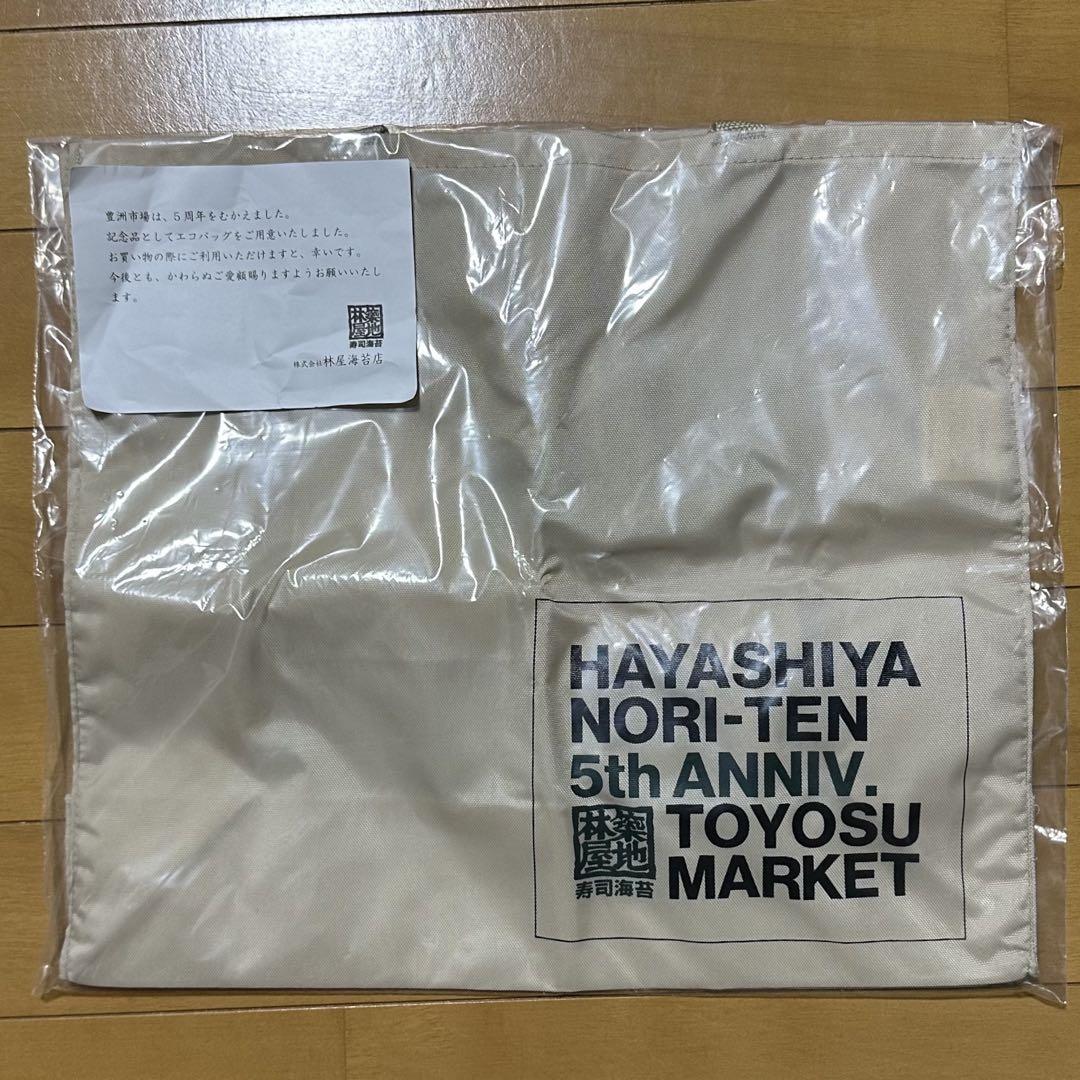 豊洲市場は、5周年をむかえました。
記念品としてエコバッグをご用意いたしました。
お買い物の際にご利用いただけますと、幸いです。
今後とも、かわらぬご愛顧賜りますようお願いいたし
ます。
築地
林屋
寿司海苔
株式会社林屋海苔店
HAYASHIYA
NORI-TEN
5th ANNIV.
築地
林屋
寿司海苔
TOYOSU
MARKET